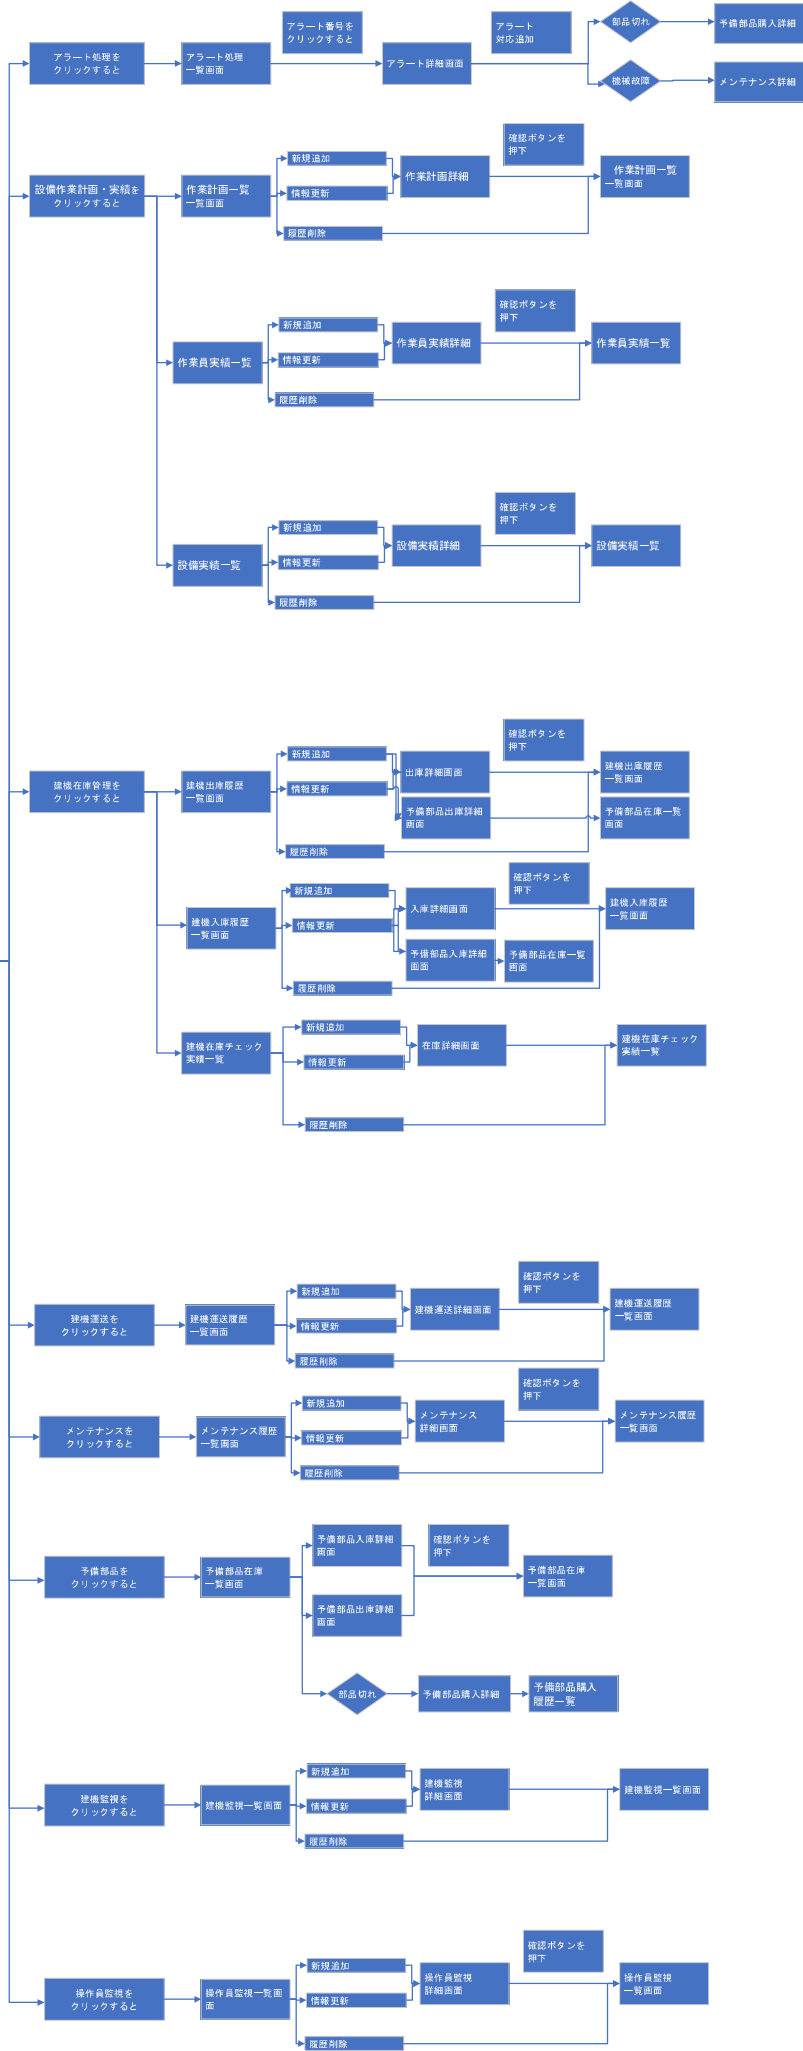 アラート処理を
クリックすると
アラート処理
一覧画面
アラート番号を
クリックすると
アラート詳細画面
アラート
対応追加
部品切れ
予備部品購入詳細
機械故障
メンテナンス詳細
設備作業計画・実績を
クリックすると
作業計画一覧
一覧画面
新規追加
情報更新
履歴削除
作業計画詳細
確認ボタンを
押下
作業計画一覧
一覧画面
作業員実績一覧
新規追加
情報更新
履歴削除
作業員実績詳細
確認ボタンを
押下
作業員実績一覧
設備実績一覧
新規追加
情報更新
履歴削除
設備実績詳細
確認ボタンを
押下
設備実績一覧
建機在庫管理を
クリックすると
建機出庫履歴
一覧画面
新規追加
情報更新
履歴削除
出庫詳細画面
予備部品出庫詳細
画面
確認ボタンを
押下
建機出庫履歴
一覧画面
予備部品在庫一覧
画面
建機入庫履歴
一覧画面
新規追加
情報更新
履歴削除
入庫詳細画面
予備部品入庫詳細
画面
確認ボタンを
押下
建機入庫履歴
一覧画面
予備部品在庫一覧
画面
建機在庫チェック
実績一覧
新規追加
情報更新
履歴削除
在庫詳細画面
建機在庫チェック
実績一覧
建機運送を
クリックすると
建機運送履歴
一覧画面
新規追加
情報更新
履歴削除
建機運送詳細画面
確認ボタンを
押下
建機運送履歴
一覧画面
メンテナンスを
クリックすると
メンテナンス履歴
一覧画面
新規追加
情報更新
履歴削除
メンテナンス
詳細画面
確認ボタンを
押下
メンテナンス履歴
一覧画面
予備部品を
クリックすると
予備部品在庫
一覧画面
予備部品入庫詳細
画面
予備部品出庫詳細
画面
確認ボタンを
押下
予備部品在庫
一覧画面
部品切れ
予備部品購入詳細
予備部品購入
履歴一覧
建機監視を
クリックすると
建機監視一覧画面
新規追加
情報更新
履歴削除
建機監視
詳細画面
建機監視一覧画面
操作員監視を
クリックすると
操作員監視一覧画
面
新規追加
情報更新
履歴削除
操作員監視
詳細画面
確認ボタンを
押下
操作員監視
一覧画面